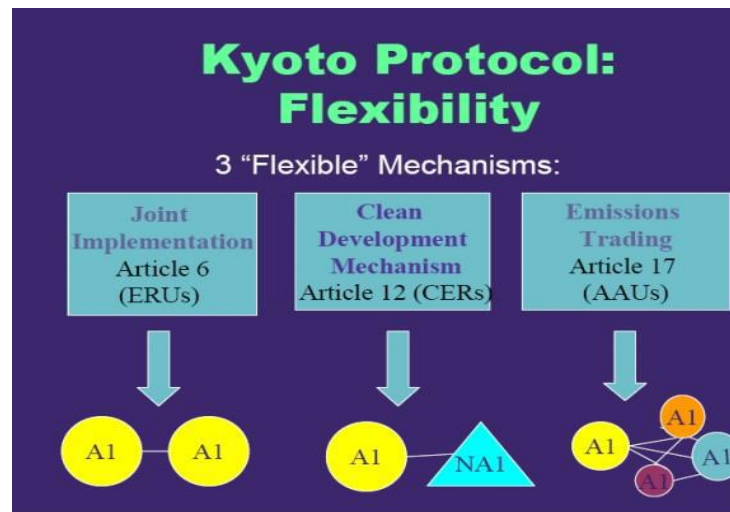 Kyoto Protocol:
Flexibility
3 “Flexible” Mechanisms:
Joint
Implementation
Article 6
(ERUs)
Clean
Development
Mechanism
Article 12 (CERs)
Emissions
Trading
Article 17
(AAUs)
A1
A1
A1
NA1
A1
A1
A1
A1